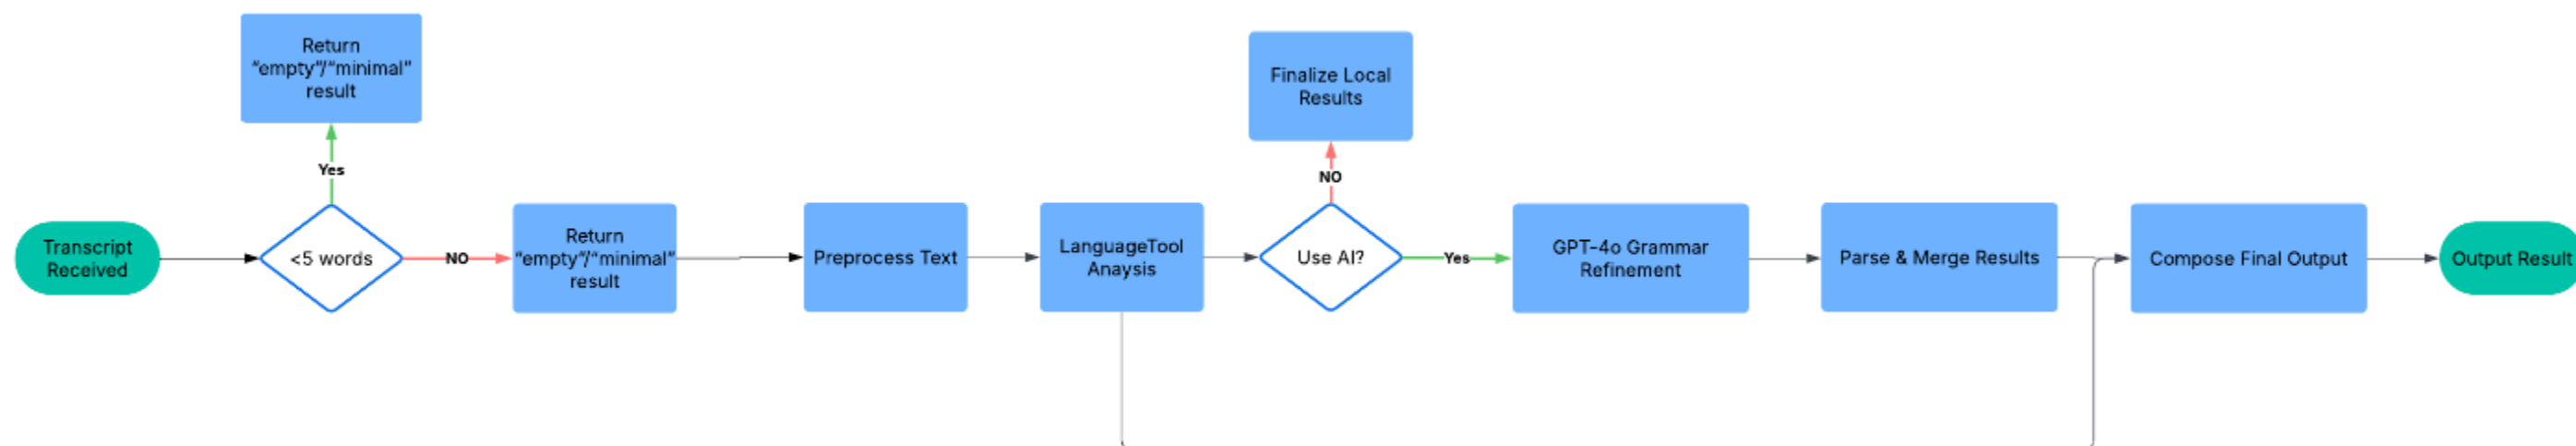 Return
“empty”/“minimal”
result
Yes
Transcript
Received
<5 words
NO
Return
“empty”/“minimal”
result
Preprocess Text
LanguageTool
Anaysis
Finalize Local
Results
NO
Use AI?
Yes
GPT-4o Grammar
Refinement
Parse & Merge Results
Compose Final Output
Output Result